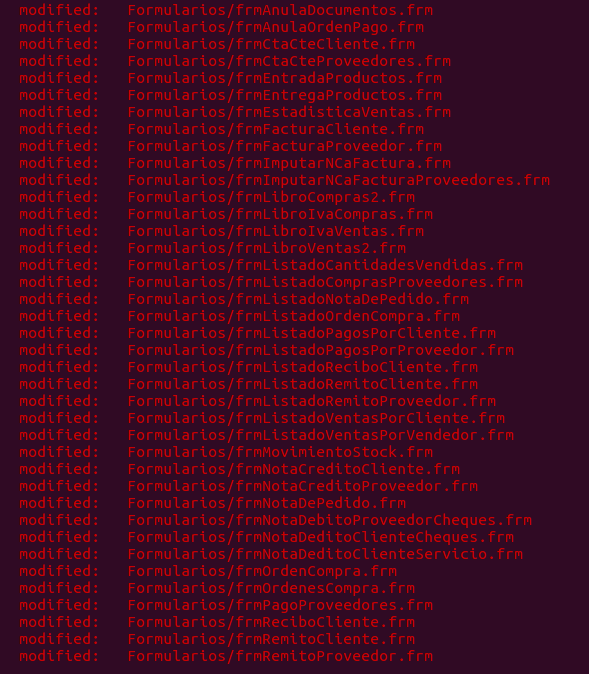 modified:   Formularios/frmAnulaDocumentos.frm
modified:   Formularios/frmAnulaOrdenPago.frm
modified:   Formularios/frmCtaCteCliente.frm
modified:   Formularios/frmCtaCteProveedores.frm
modified:   Formularios/frmEntradaProductos.frm
modified:   Formularios/frmEntregaProductos.frm
modified:   Formularios/frmEstadisticaVentas.frm
modified:   Formularios/frmFacturaCliente.frm
modified:   Formularios/frmFacturaProveedor.frm
modified:   Formularios/frmImputarNCaFactura.frm
modified:   Formularios/frmImputarNCaFacturaProveedores.frm
modified:   Formularios/frmLibroCompras2.frm
modified:   Formularios/frmLibroIvaCompras.frm
modified:   Formularios/frmLibroIvaVentas.frm
modified:   Formularios/frmLibroVentas2.frm
modified:   Formularios/frmListadoCantidadesVendidas.frm
modified:   Formularios/frmListadoComprasProveedores.frm
modified:   Formularios/frmListadoNotaDePedido.frm
modified:   Formularios/frmListadoOrdenCompra.frm
modified:   Formularios/frmListadoPagosPorCliente.frm
modified:   Formularios/frmListadoPagosPorProveedor.frm
modified:   Formularios/frmListadoReciboCliente.frm
modified:   Formularios/frmListadoRemitoCliente.frm
modified:   Formularios/frmListadoRemitoProveedor.frm
modified:   Formularios/frmListadoVentasPorCliente.frm
modified:   Formularios/frmListadoVentasPorVendedor.frm
modified:   Formularios/frmMovimientoStock.frm
modified:   Formularios/frmNotaCreditoCliente.frm
modified:   Formularios/frmNotaCreditoProveedor.frm
modified:   Formularios/frmNotaDePedido.frm
modified:   Formularios/frmNotaDebitoProveedorCheques.frm
modified:   Formularios/frmNotaDeditoClienteCheques.frm
modified:   Formularios/frmNotaDeditoClienteServicio.frm
modified:   Formularios/frmOrdenCompra.frm
modified:   Formularios/frmOrdenesCompra.frm
modified:   Formularios/frmPagoProveedores.frm
modified:   Formularios/frmReciboCliente.frm
modified:   Formularios/frmRemitoCliente.frm
modified:   Formularios/frmRemitoProveedor.frm